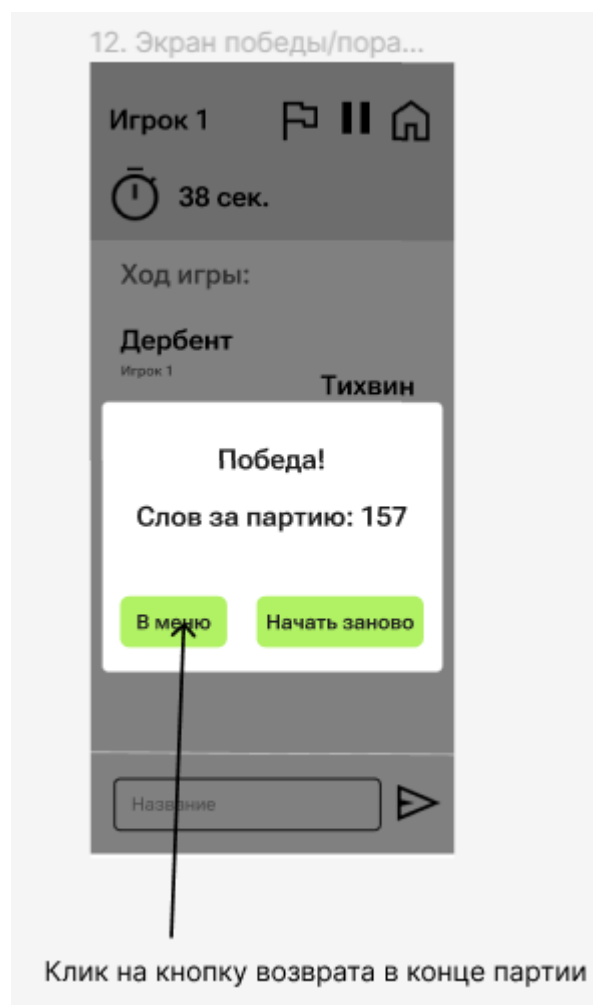 12. Экран победы/пора...
Игрок 1
38 сек.
Ход игры:
Дербент
Игрок 1
Тихвин
Победа!
Слов за партию: 157
В меню
Начать заново
Название
Клик на кнопку возврата в конце партии